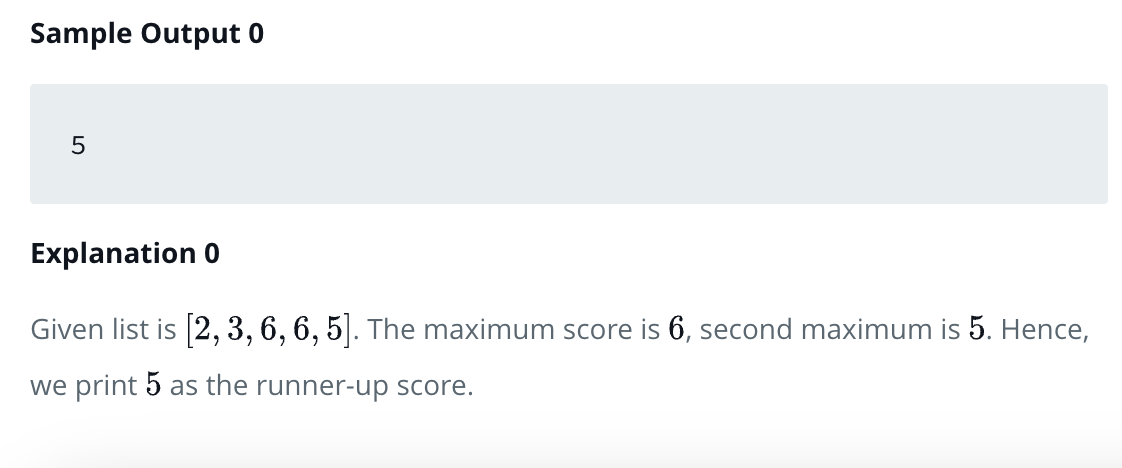 Sample Output 0
5
Explanation 0
Given list is [2, 3, 6, 6, 5]. The maximum score is 6, second maximum is 5. Hence,
we print 5 as the runner-up score.